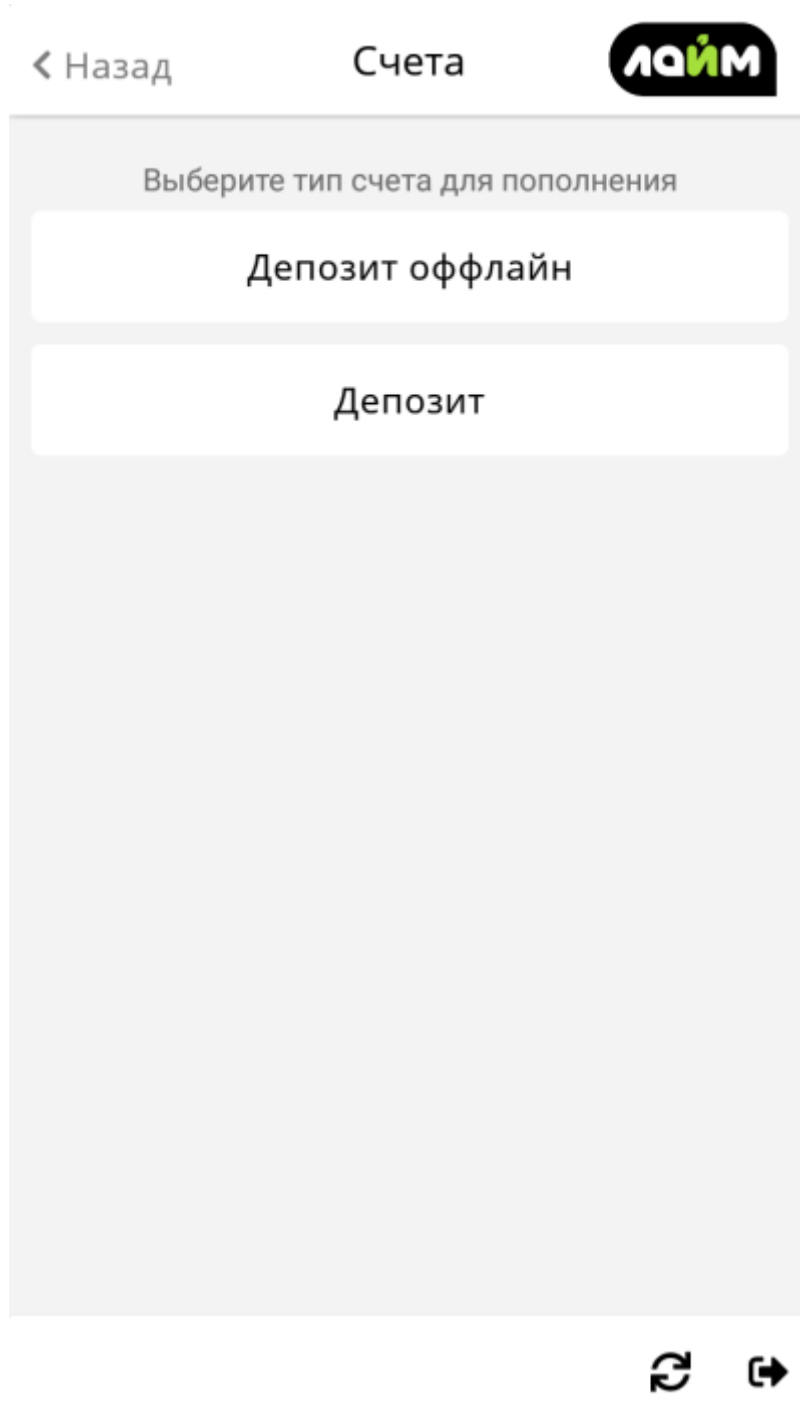 Назад
Счета
лайм
Выберите тип счета для пополнения
Депозит оффлайн
Депозит